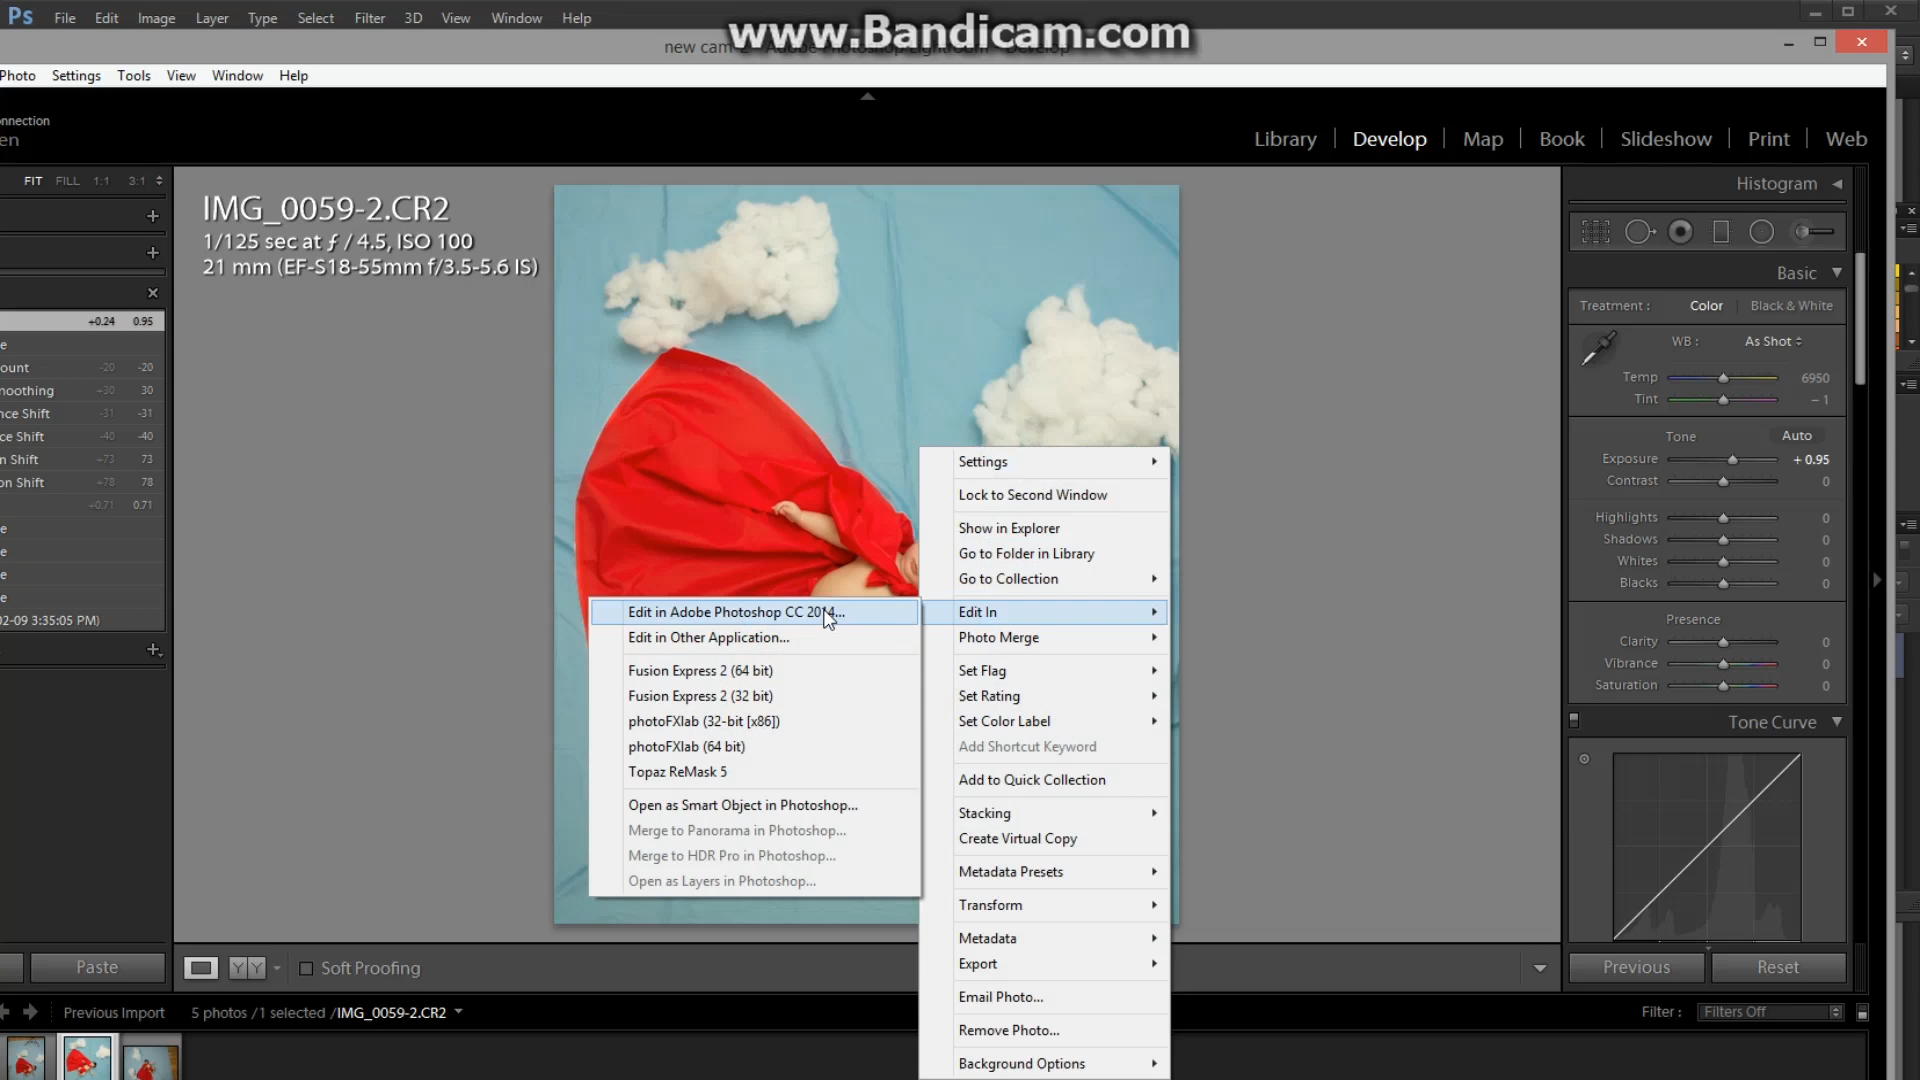 Ps File Edit Image Layer Type Select Filter 3D View Window Help
www.Bandicam.com
new cam
Photo Settings Tools View Window Help
nnection
en
Library | Develop | Map | Book | Slideshow | Print | Web
FIT FILL 1:1 3:1
Histogram
IMG_0059-2.CR2
1/125 sec at ƒ / 4.5, ISO 100
21 mm (EF-S18-55mm f/3.5-5.6 IS)
Basic
Treatment : Color Black & White
WB : As Shot
Temp 6950
Tint – 1
Tone Auto
Exposure + 0.95
Contrast 0
Highlights 0
Shadows 0
Whites 0
Blacks 0
Presence
Clarity 0
Vibrance 0
Saturation 0
Tone Curve
+0.24 0.95
e
ount -20 -20
moothing +30 30
nce Shift -31 -31
ce Shift -40 -40
n Shift +73 73
on Shift +78 78
+0.71 0.71
e
e
e
e
02-09 3:35:05 PM)
Settings
Lock to Second Window
Show in Explorer
Go to Folder in Library
Go to Collection
Edit In
Photo Merge
Set Flag
Set Rating
Set Color Label
Add Shortcut Keyword
Add to Quick Collection
Stacking
Create Virtual Copy
Metadata Presets
Transform
Metadata
Export
Email Photo...
Remove Photo...
Background Options
Edit in Adobe Photoshop CC 2014...
Edit in Other Application...
Fusion Express 2 (64 bit)
Fusion Express 2 (32 bit)
photoFXlab (32-bit [x86])
photoFXlab (64 bit)
Topaz ReMask 5
Open as Smart Object in Photoshop...
Merge to Panorama in Photoshop...
Merge to HDR Pro in Photoshop...
Open as Layers in Photoshop...
Paste
Y Y
Soft Proofing
Previous Reset
Previous Import 5 photos / 1 selected / IMG_0059-2.CR2
Filter : Filters Off